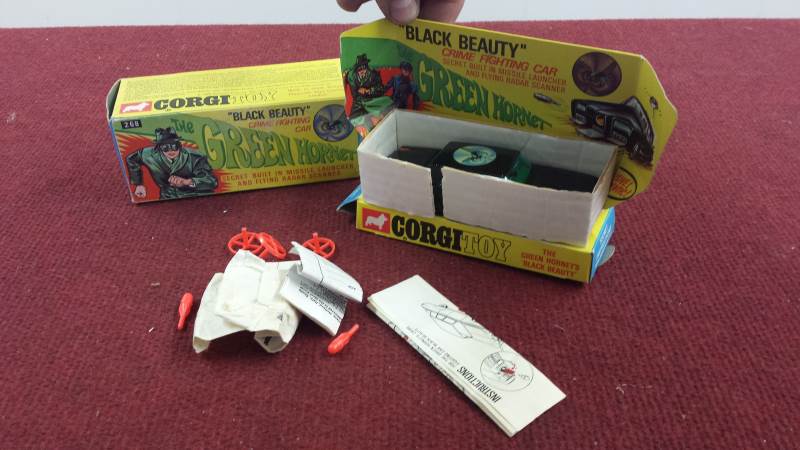 CORGI
268
"BLACK BEAUTY"
CRIME FIGHTING
CAR
The
GREEN HORNET
SECRET BUILT IN MISSILE LAUNCHER
AND FLYING RADAR SCANNER
"BLACK BEAUTY"
CRIME FIGHTING CAR
SECRET BUILT IN MISSILE LAUNCHER
AND FLYING RADAR SCANNER
The
GREEN HORNET
CORGI TOY
THE
GREEN HORNET'S
'BLACK BEAUTY'
INSTRUCTIONS